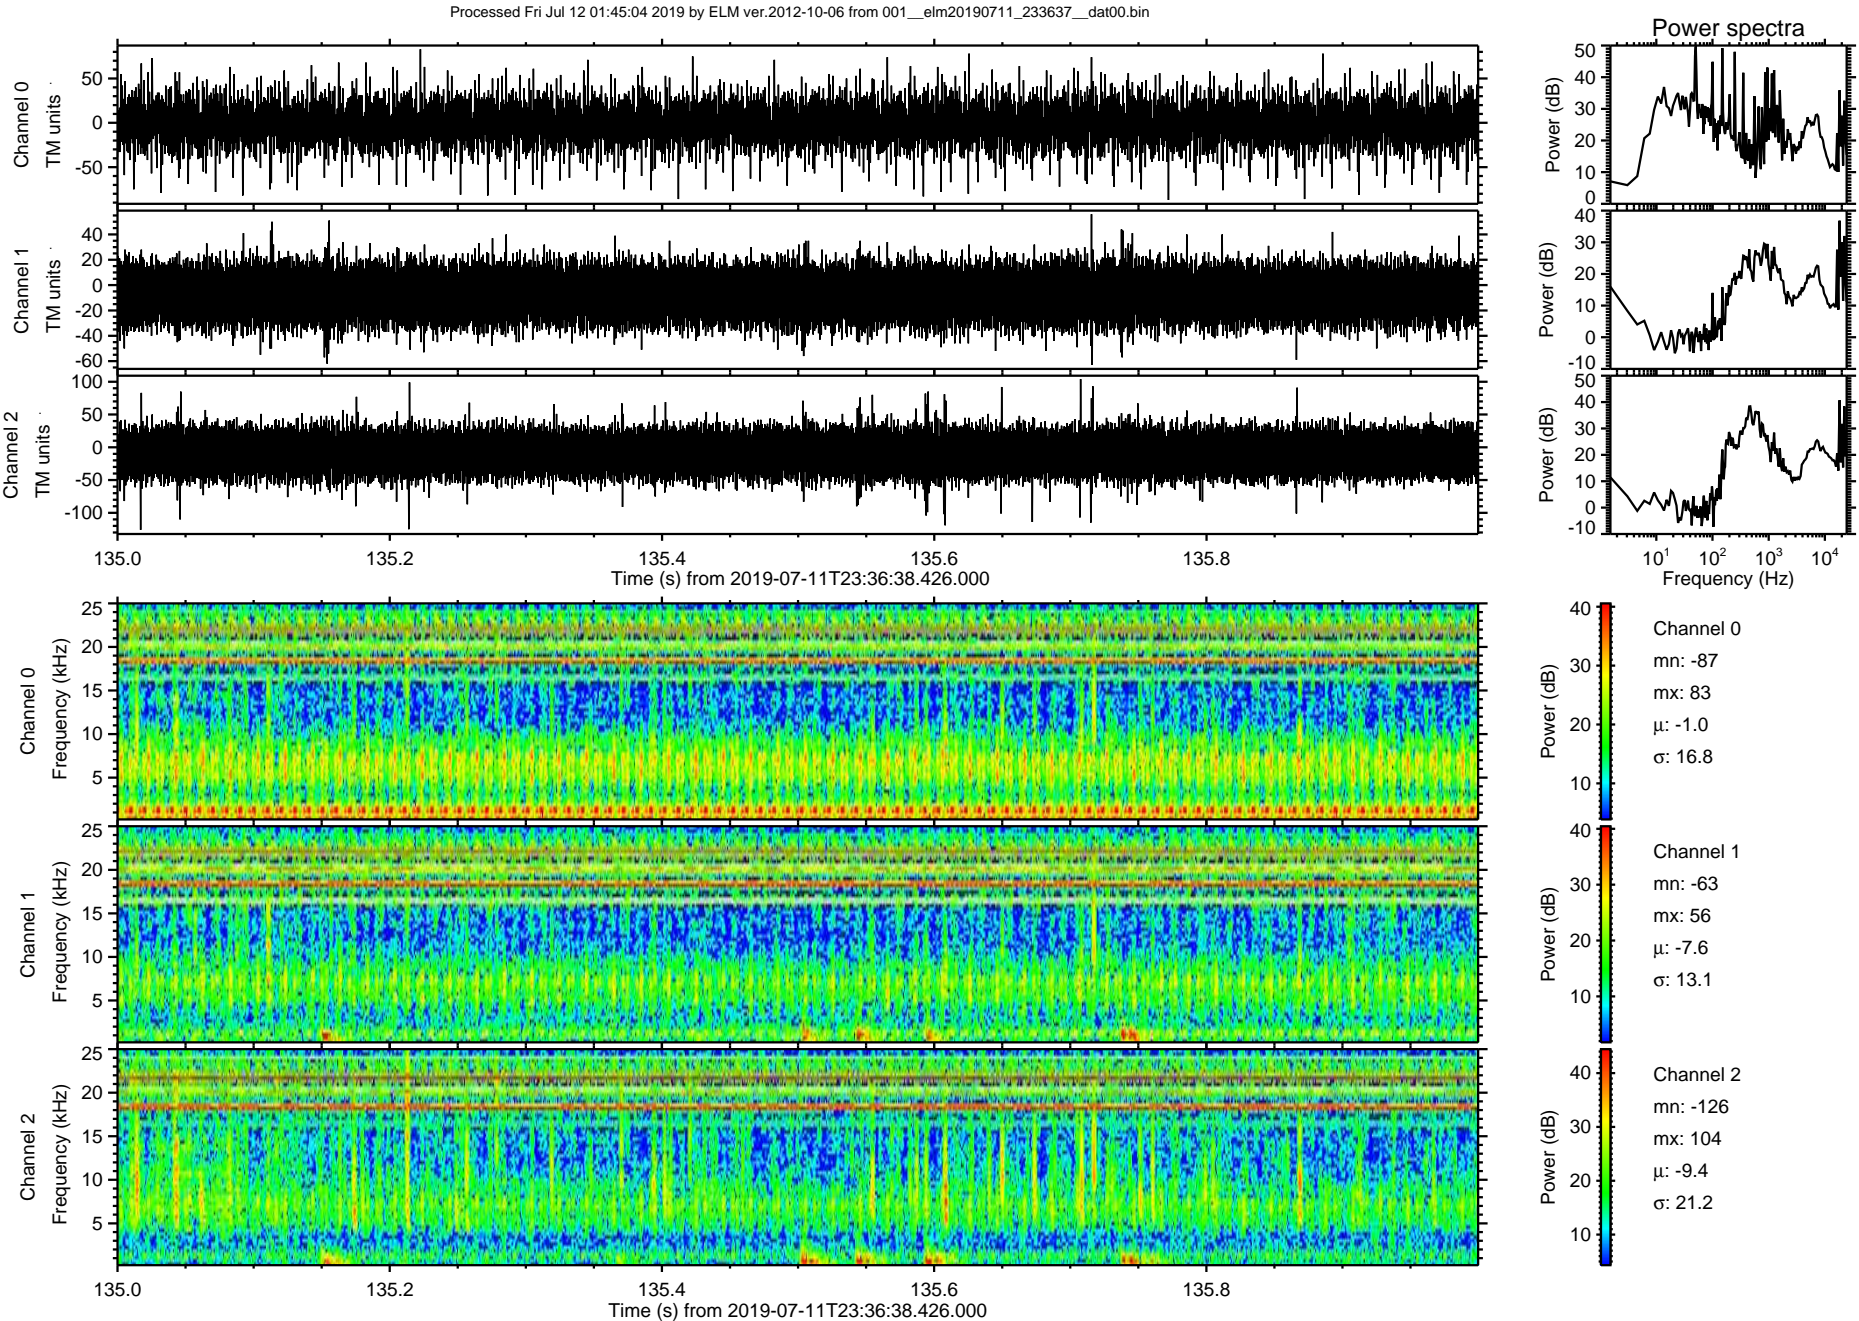 Processed Fri Jul 12 01:45:04 2019 by ELM ver.2012-10-06 from 001__elm20190711_233637__dat00.bin
Power spectra
Channel 0
TM units
50
0
-50
Power (dB)
50
40
30
20
10
0
Channel 1
TM units
40
20
0
-20
-40
-60
Power (dB)
40
30
20
10
0
-10
Channel 2
TM units
100
50
0
-50
-100
Power (dB)
50
40
30
20
10
0
-10
135.0 135.2 135.4 135.6 135.8
Time (s) from 2019-07-11T23:36:38.426.000
10¹ 10² 10³ 10⁴
Frequency (Hz)
Channel 0
Frequency (kHz)
25
20
15
10
5
Power (dB)
40
30
20
10
Channel 0
mn: -87
mx: 83
μ: -1.0
σ: 16.8
Channel 1
Frequency (kHz)
25
20
15
10
5
Power (dB)
40
30
20
10
Channel 1
mn: -63
mx: 56
μ: -7.6
σ: 13.1
Channel 2
Frequency (kHz)
25
20
15
10
5
Power (dB)
40
30
20
10
Channel 2
mn: -126
mx: 104
μ: -9.4
σ: 21.2
135.0 135.2 135.4 135.6 135.8
Time (s) from 2019-07-11T23:36:38.426.000